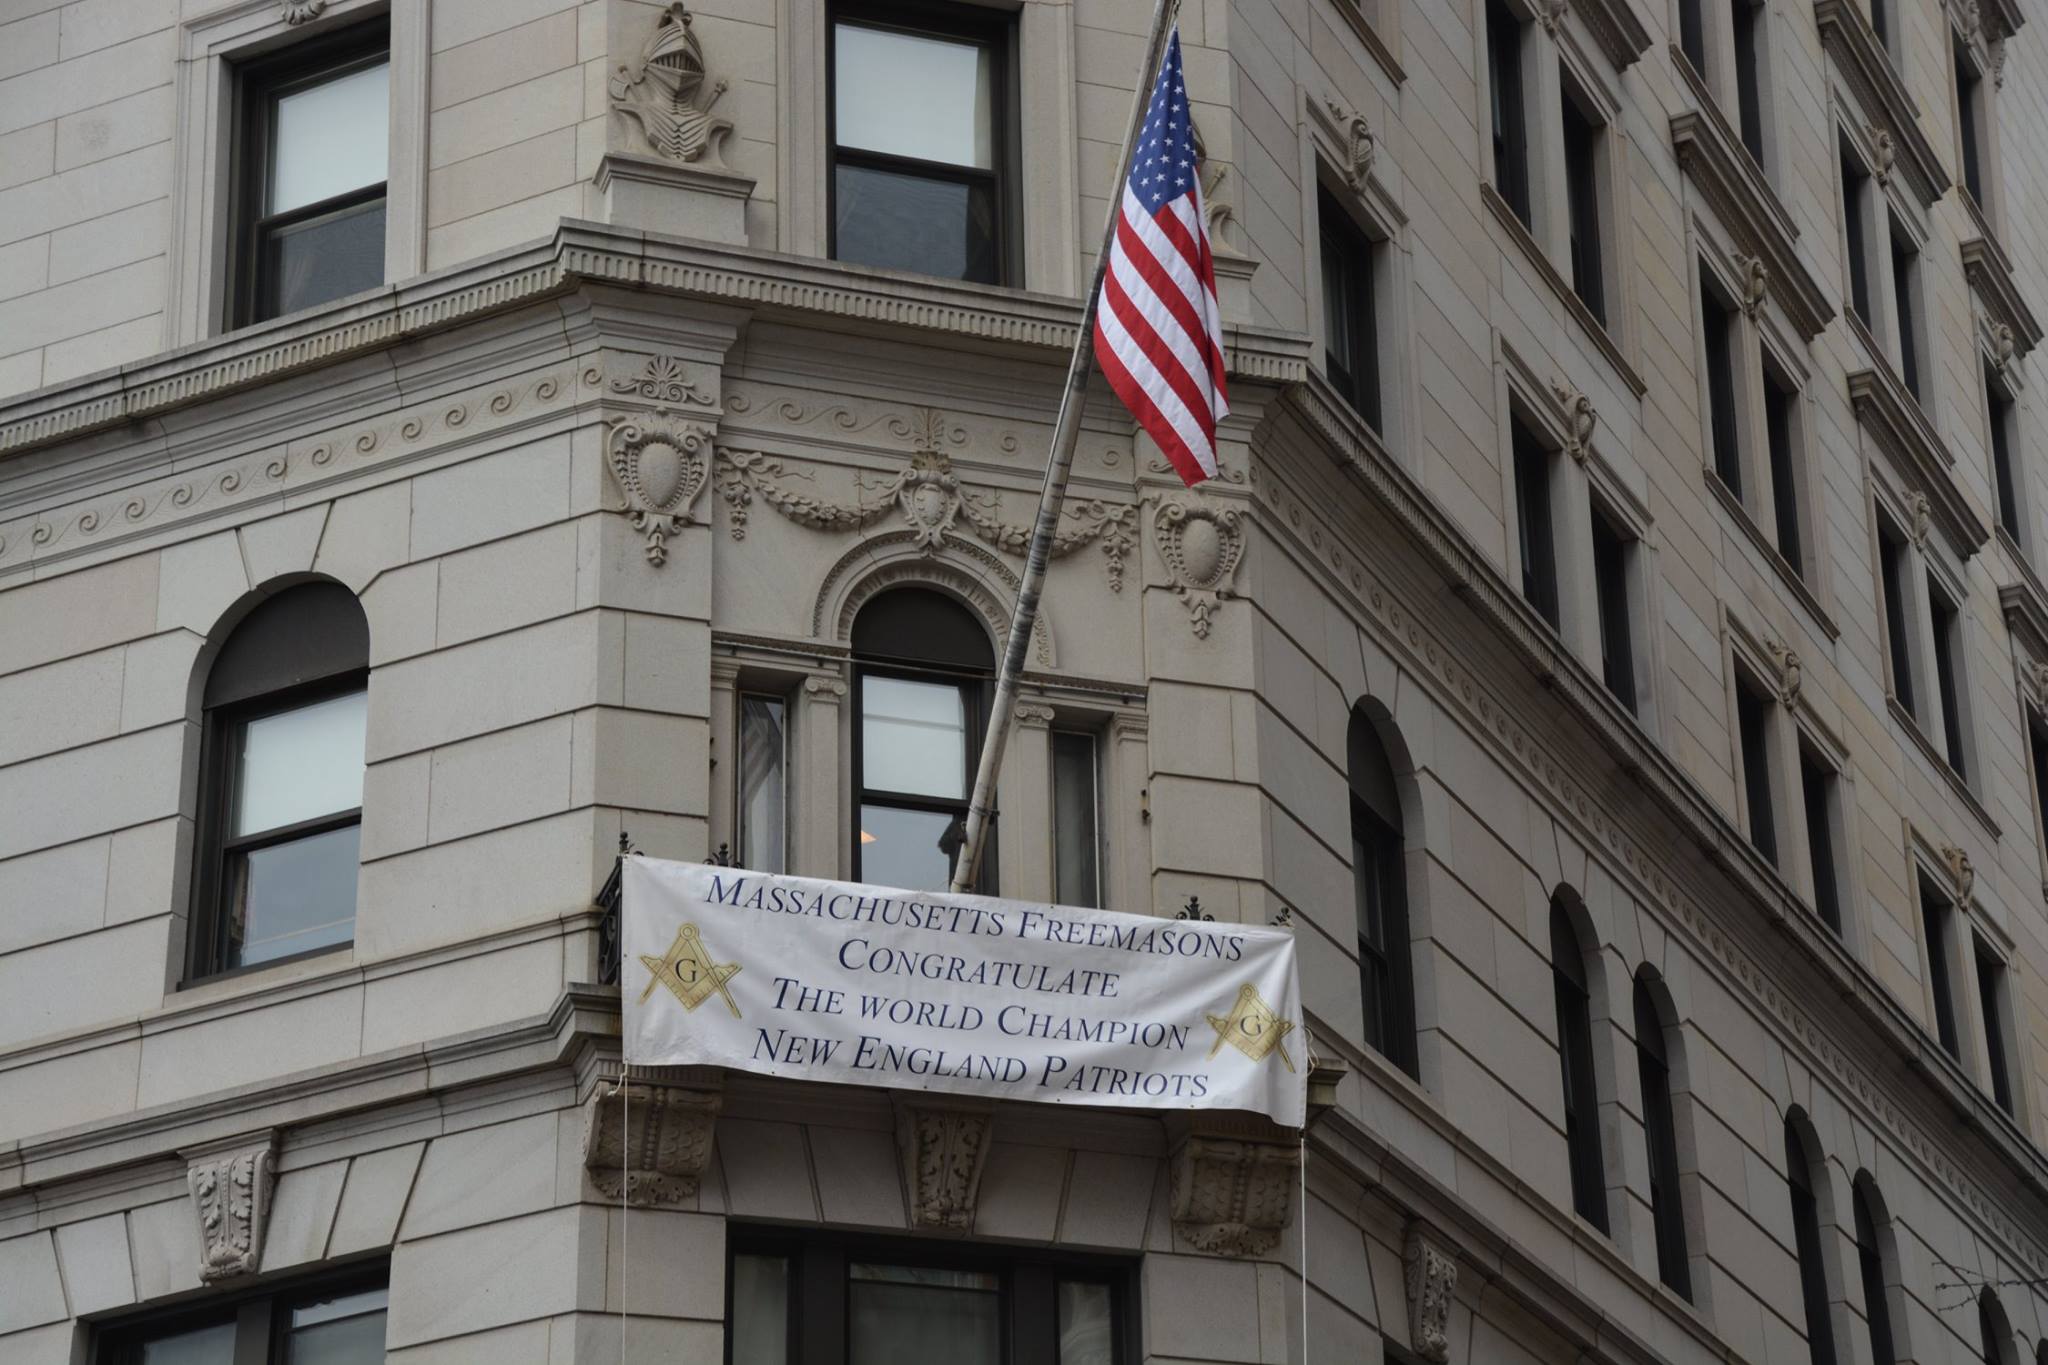 MASSACHUSETTS FREEMASONS
CONGRATULATE
THE WORLD CHAMPION
NEW ENGLAND PATRIOTS
G
G